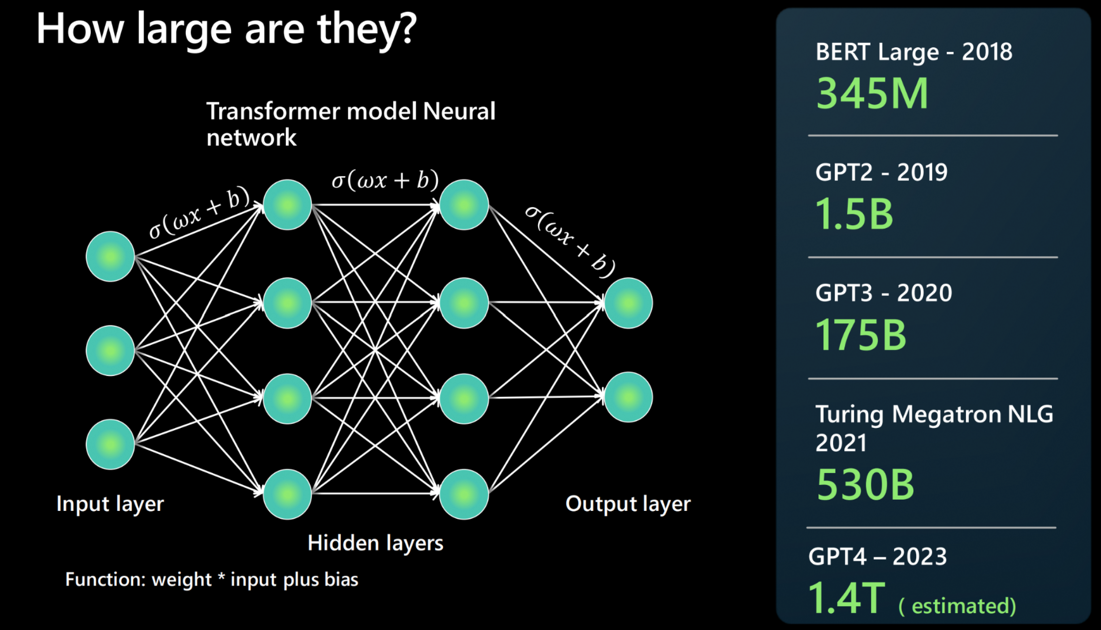 How large are they?
Transformer model Neural
network
σ(ωx + b)
σ(ωx + b)
σ(ωx + b)
Input layer
Hidden layers
Output layer
Function: weight * input plus bias
BERT Large - 2018
345M
GPT2 - 2019
1.5B
GPT3 - 2020
175B
Turing Megatron NLG
2021
530B
GPT4 – 2023
1.4T ( estimated)